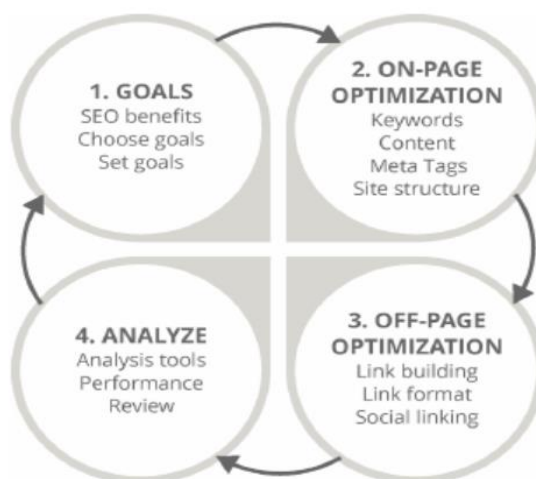 1. GOALS
SEO benefits
Choose goals
Set goals
2. ON-PAGE
OPTIMIZATION
Keywords
Content
Meta Tags
Site structure
3. OFF-PAGE
OPTIMIZATION
Link building
Link format
Social linking
4. ANALYZE
Analysis tools
Performance
Review